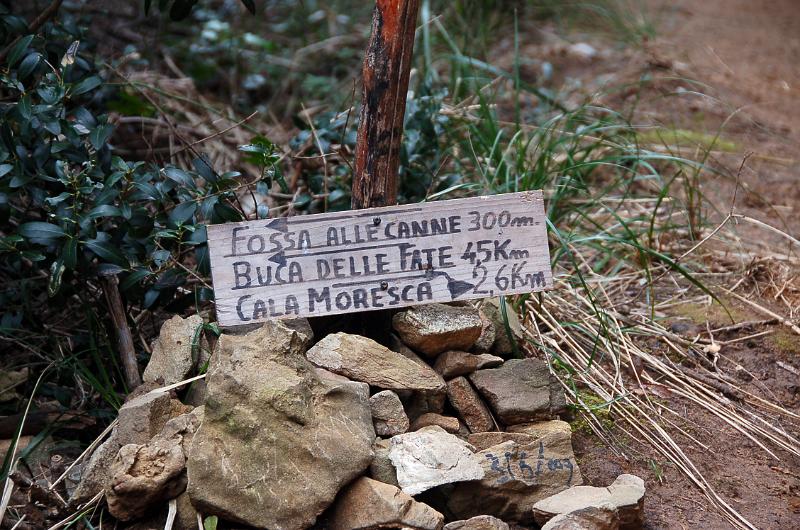 FOSSA ALLE CANNE 300m
BUCA DELLE FATE 4,5Km
CALA MORESCA 2,6Km